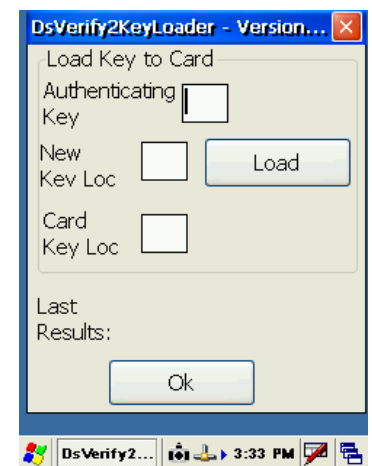 DsVerify2KeyLoader - Version...
Load Key to Card
Authenticating
Key
New
Key Loc
Load
Card
Key Loc
Last
Results:
Ok
DsVerify2... 3:33 PM